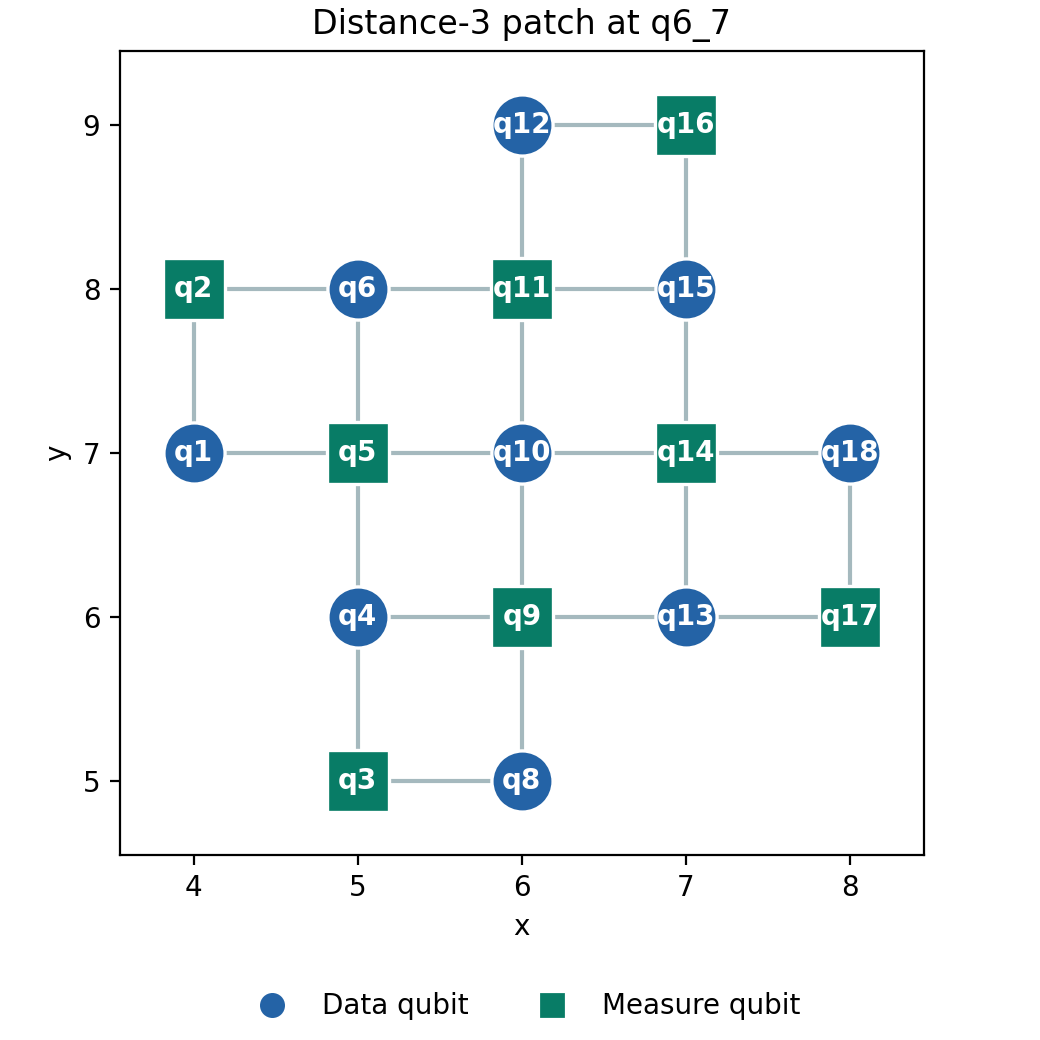 Distance-3 patch at q6_7
9
q12 q16
8
q2 q6 q11 q15
y
7
q1 q5 q10 q14 q18
6
q4 q9 q13 q17
5
q3 q8
4 5 6 7 8
x
Data qubit Measure qubit